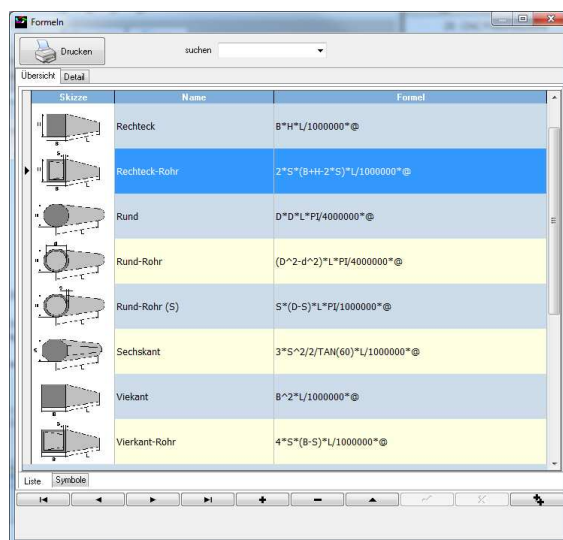 Formeln
Drucken
suchen
Übersicht Detail
Skizze Name Formel
Rechteck B*H*L/1000000*@
Rechteck-Rohr 2*S*(B+H-2*S)*L/1000000*@
Rund D*D*L*PI/4000000*@
Rund-Rohr (D^2-d^2)*L*PI/4000000*@
Rund-Rohr (S) S*(D-S)*L*PI/1000000*@
Sechskant 3*S^2/2/TAN(60)*L/1000000*@
Viekant B^2*L/1000000*@
Vierkant-Rohr 4*S*(B-S)*L/1000000*@
Liste Symbole